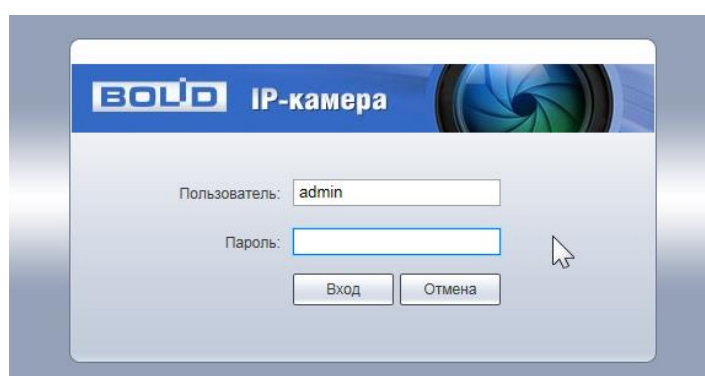 BOLID IP-камера
Пользователь: admin
Пароль:
Вход Отмена